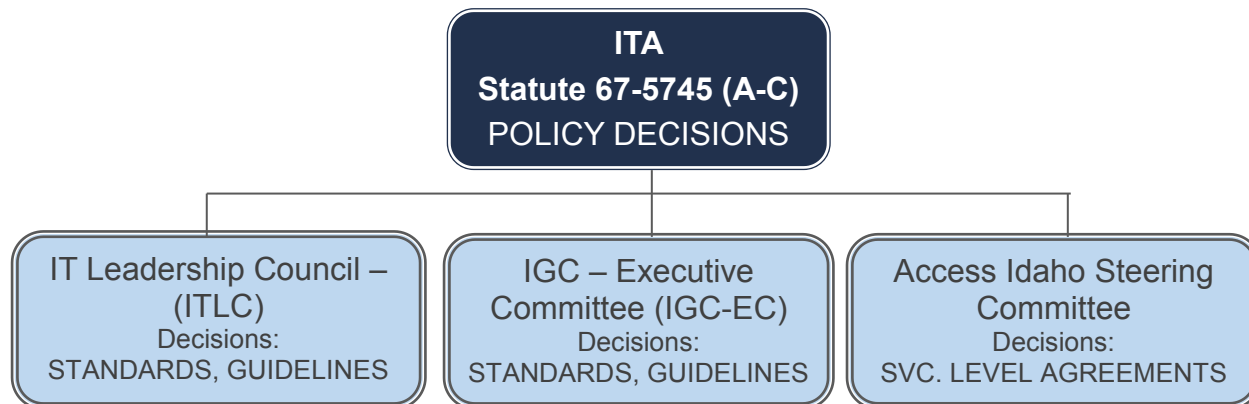 ITA
Statute 67-5745 (A-C)
POLICY DECISIONS
IT Leadership Council –
(ITLC)
Decisions:
STANDARDS, GUIDELINES
IGC – Executive
Committee (IGC-EC)
Decisions:
STANDARDS, GUIDELINES
Access Idaho Steering
Committee
Decisions:
SVC. LEVEL AGREEMENTS